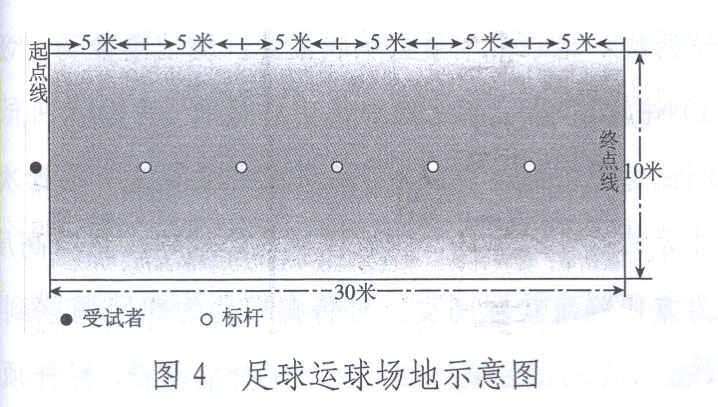 5米 5米 5米 5米 5米 5米
起点线
终点线
10米
30米
● 受试者 ○ 标杆
图 4 足球运球场地示意图